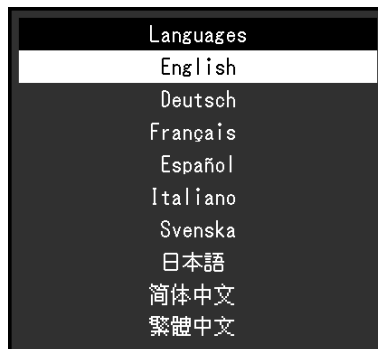 Languages
English
Deutsch
Français
Español
Italiano
Svenska
日本語
简体中文
繁體中文